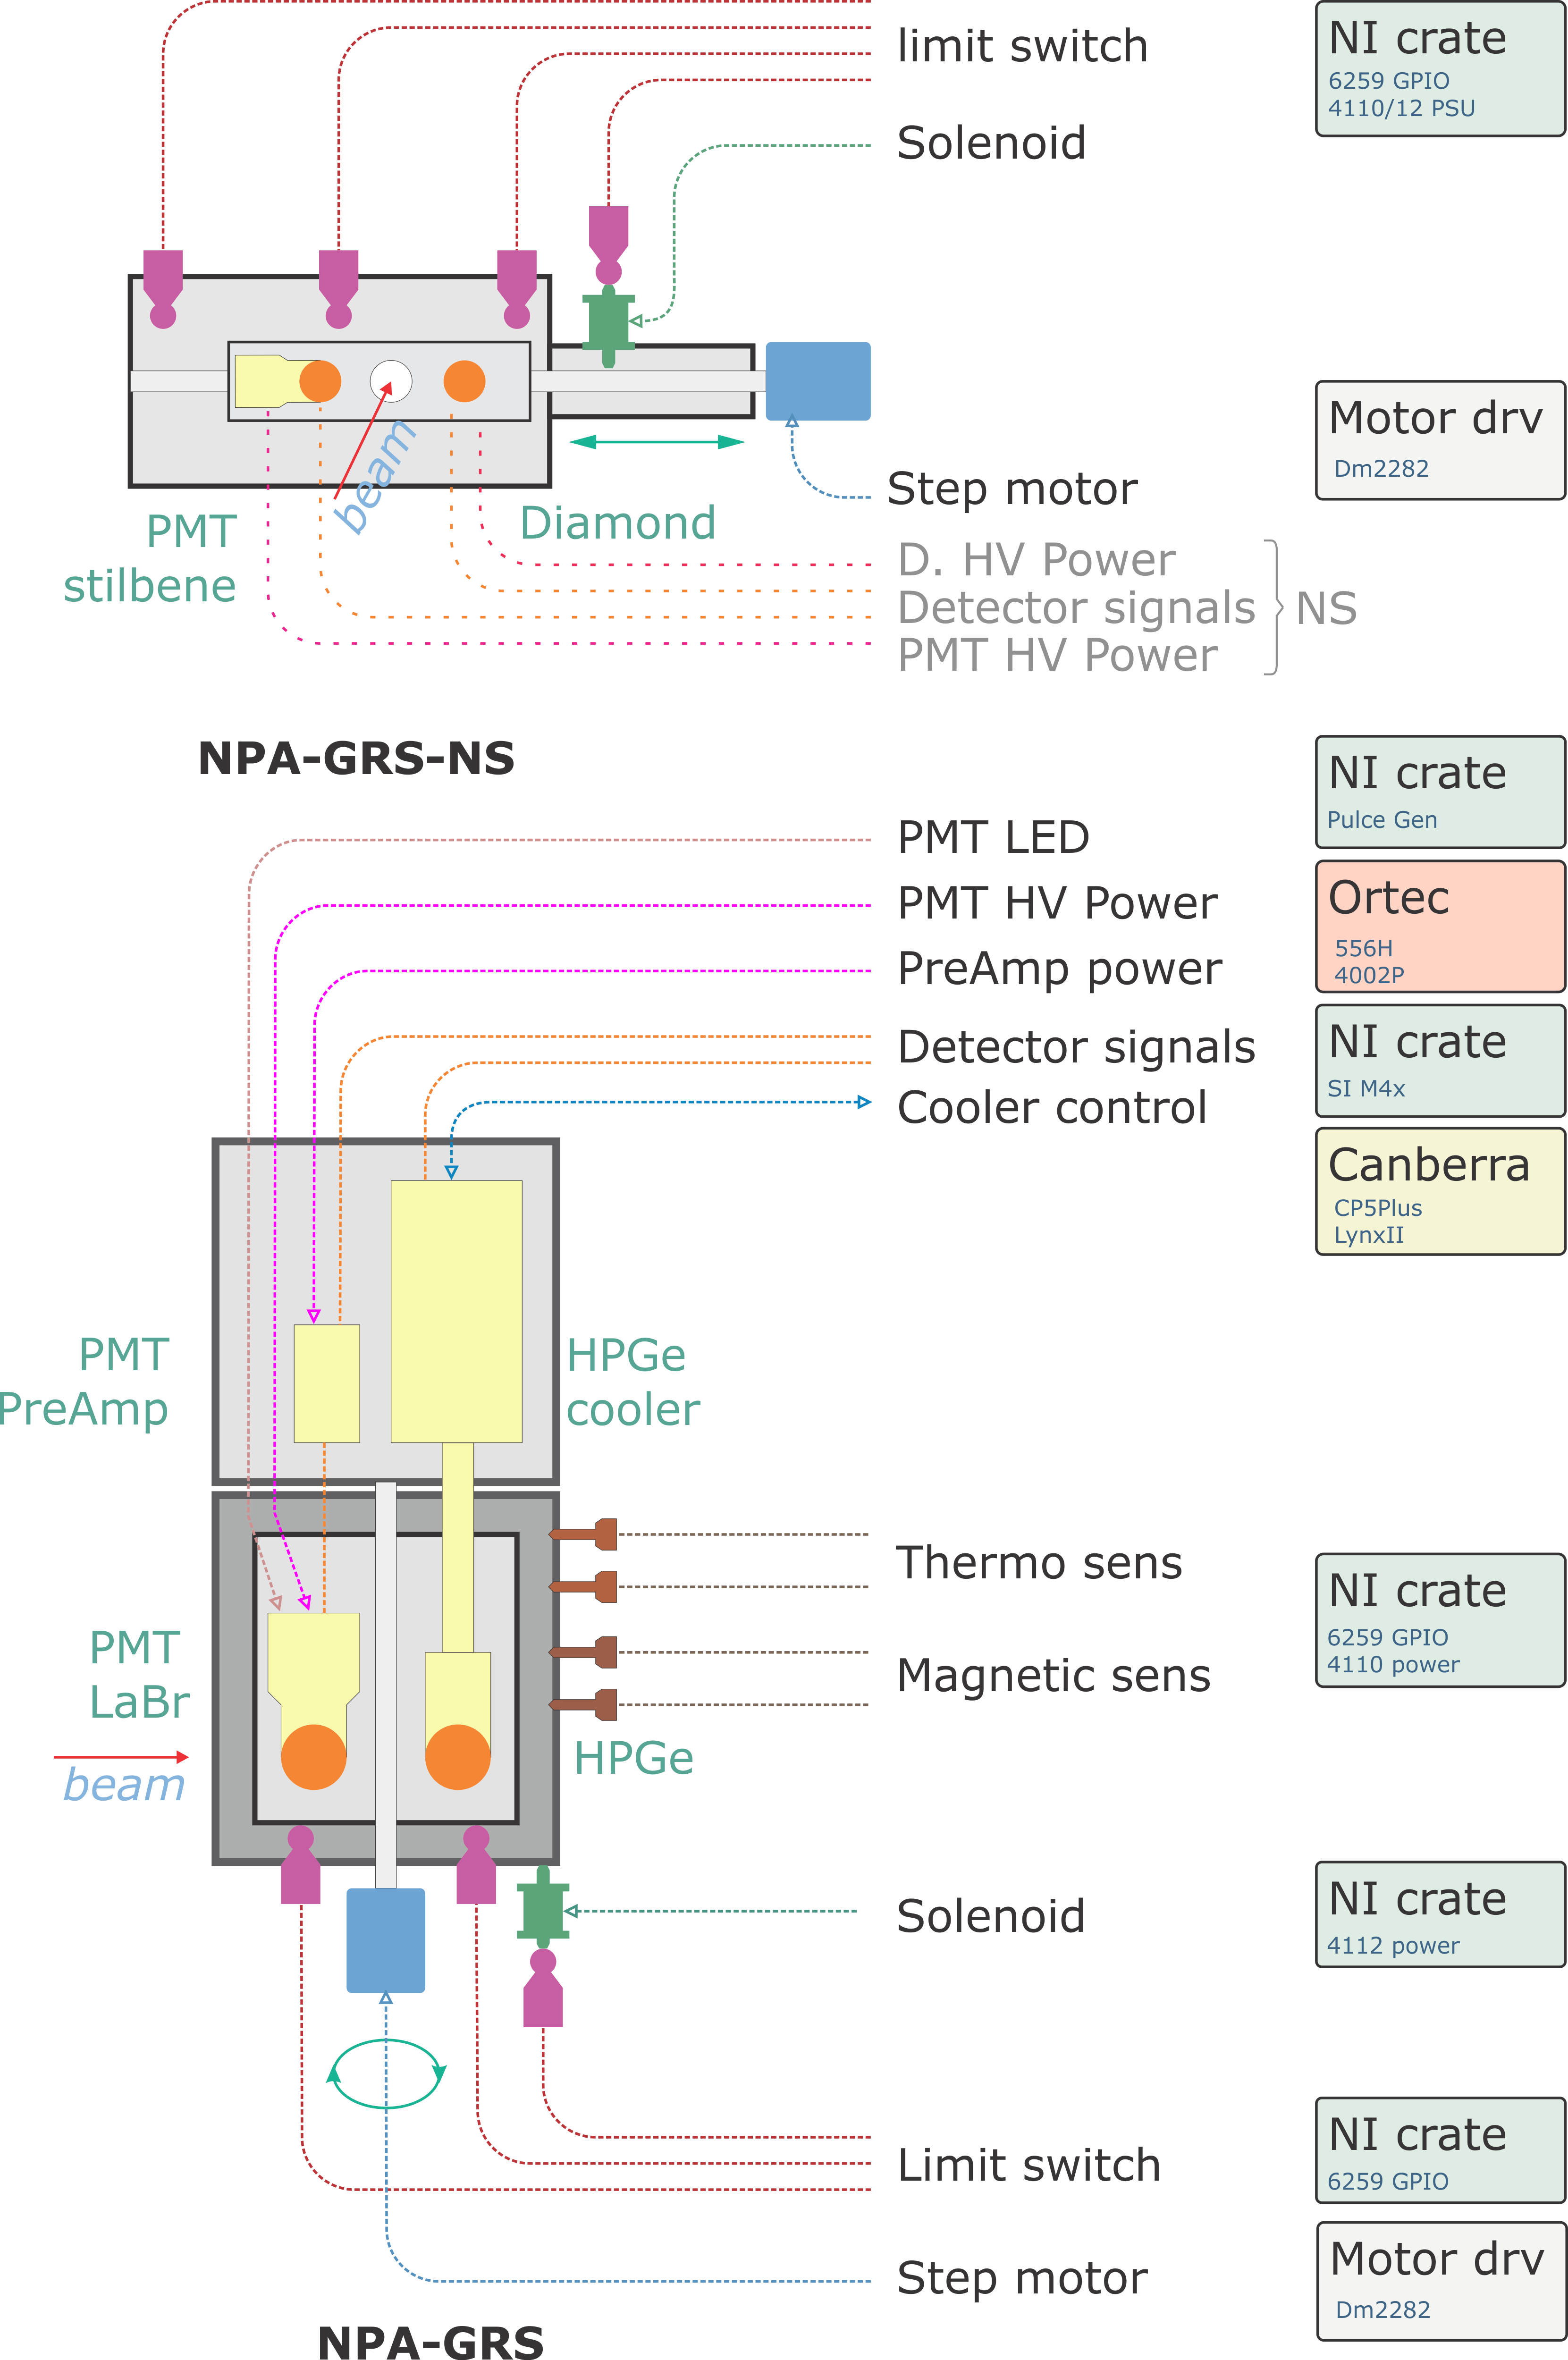 limit switch
NI crate
6259 GPIO
4110/12 PSU
Solenoid
Motor drv
Dm2282
beam
Step motor
PMT
stilbene
Diamond
D. HV Power
Detector signals
PMT HV Power
NS
NPA-GRS-NS
NI crate
Pulce Gen
PMT LED
PMT HV Power
PreAmp power
Ortec
556H
4002P
Detector signals
Cooler control
NI crate
SI M4x
Canberra
CP5Plus
LynxII
PMT
PreAmp
HPGe
cooler
Thermo sens
Magnetic sens
NI crate
6259 GPIO
4110 power
PMT
LaBr
beam
HPGe
Solenoid
NI crate
4112 power
Limit switch
NI crate
6259 GPIO
Step motor
Motor drv
Dm2282
NPA-GRS